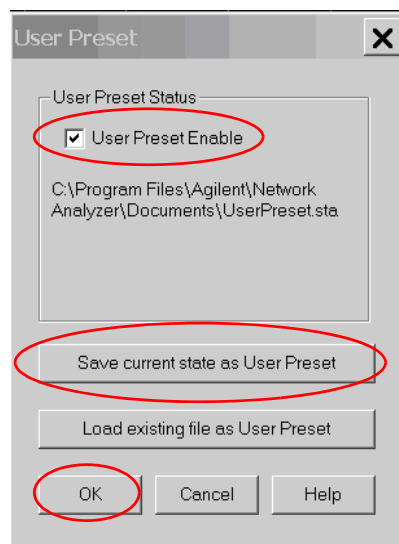 User Preset
User Preset Status
User Preset Enable
C:\Program Files\Agilent\Network
Analyzer\Documents\UserPreset.sta
Save current state as User Preset
Load existing file as User Preset
OK
Cancel
Help